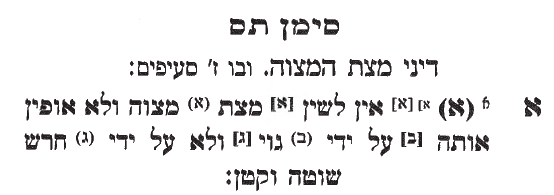 סימן תס
דיני מצת המצוה. ובו ז' סעיפים:
א (א) א] [א] אין לשין [א] מצת (א) מצוה ולא אופין
אותה [ב] על ידי (ב) גוי [ג] ולא על ידי (ג) חרש
שוטה וקטן: